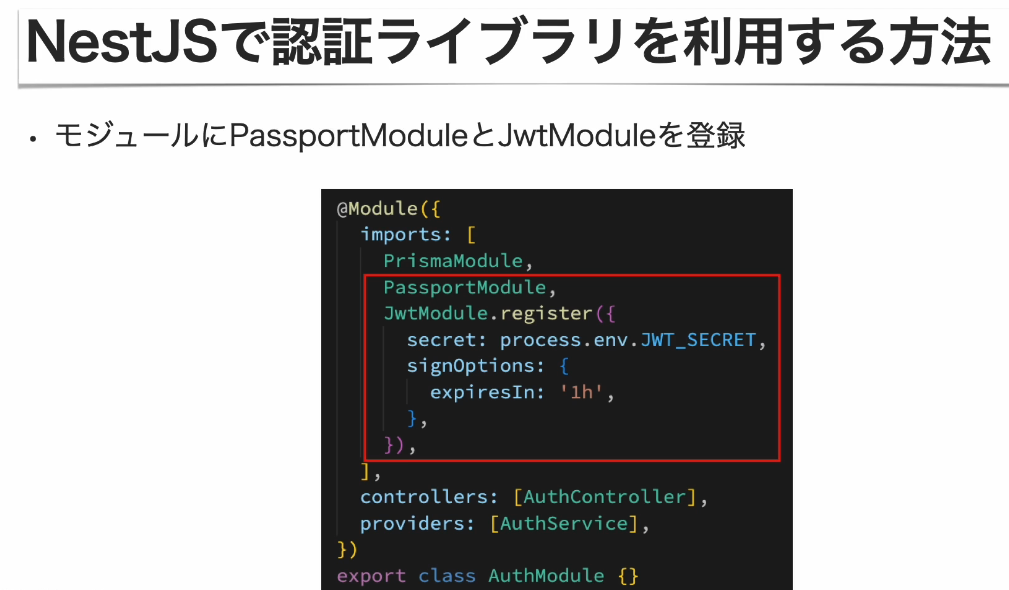 NestJSで認証ライブラリを利用する方法
・モジュールにPassportModuleとJwtModuleを登録
@Module({
  imports: [
    PrismaModule,
    PassportModule,
    JwtModule.register({
      secret: process.env.JWT_SECRET,
      signOptions: {
        expiresIn: '1h',
      },
    }),
  ],
  controllers: [AuthController],
  providers: [AuthService],
})
export class AuthModule {}